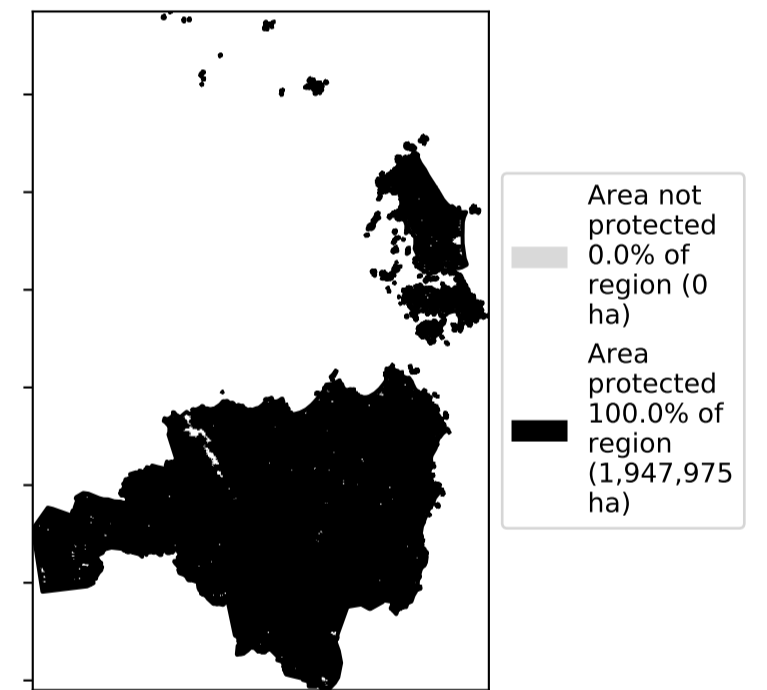 Area not
protected
0.0% of
region (0
ha)
Area
protected
100.0% of
region
(1,947,975
ha)